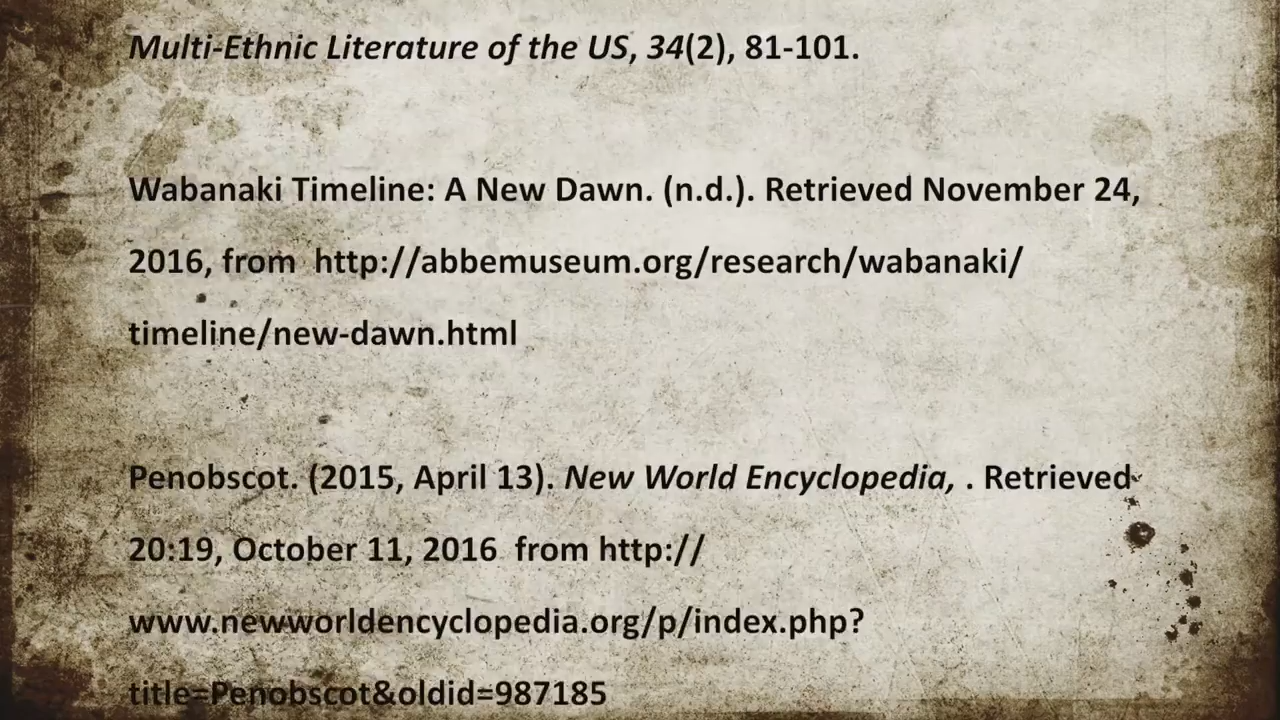 Multi-Ethnic Literature of the US, 34(2), 81-101.
Wabanaki Timeline: A New Dawn. (n.d.). Retrieved November 24,
2016, from  http://abbemuseum.org/research/wabanaki/
timeline/new-dawn.html
Penobscot. (2015, April 13). New World Encyclopedia, . Retrieved
20:19, October 11, 2016  from http://
www.newworldencyclopedia.org/p/index.php?
title=Penobscot&oldid=987185